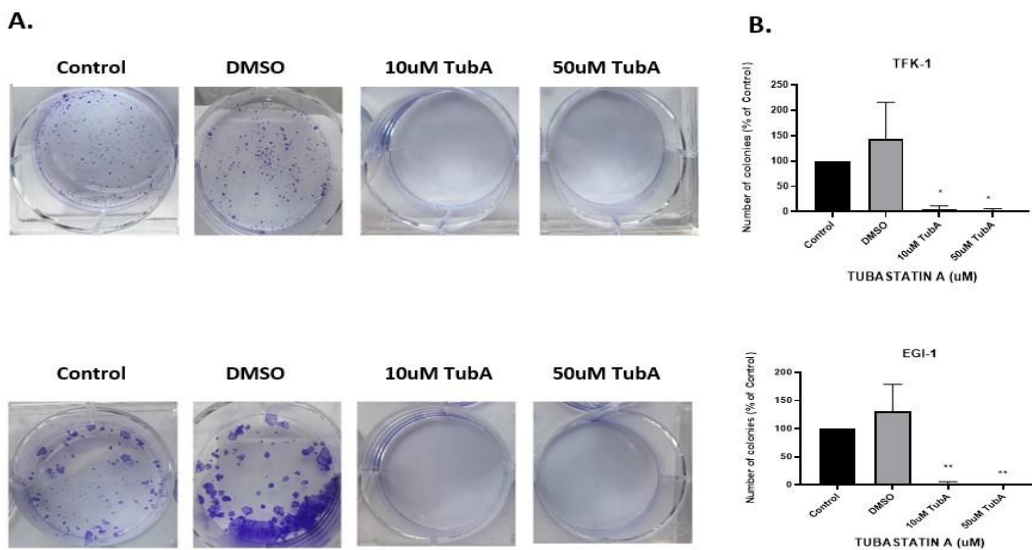 A.
Control DMSO 10uM TubA 50uM TubA
Control DMSO 10uM TubA 50uM TubA
B.
TFK-1
Number of colonies (% of Control)
250
200
150
100
50
0
* *
Control DMSO 10uM TubA 50uM TubA
TUBASTATIN A (uM)
EGI-1
Number of colonies (% of Control)
200
150
100
50
0
** **
Control DMSO 10uM TubA 50uM TubA
TUBASTATIN A (uM)